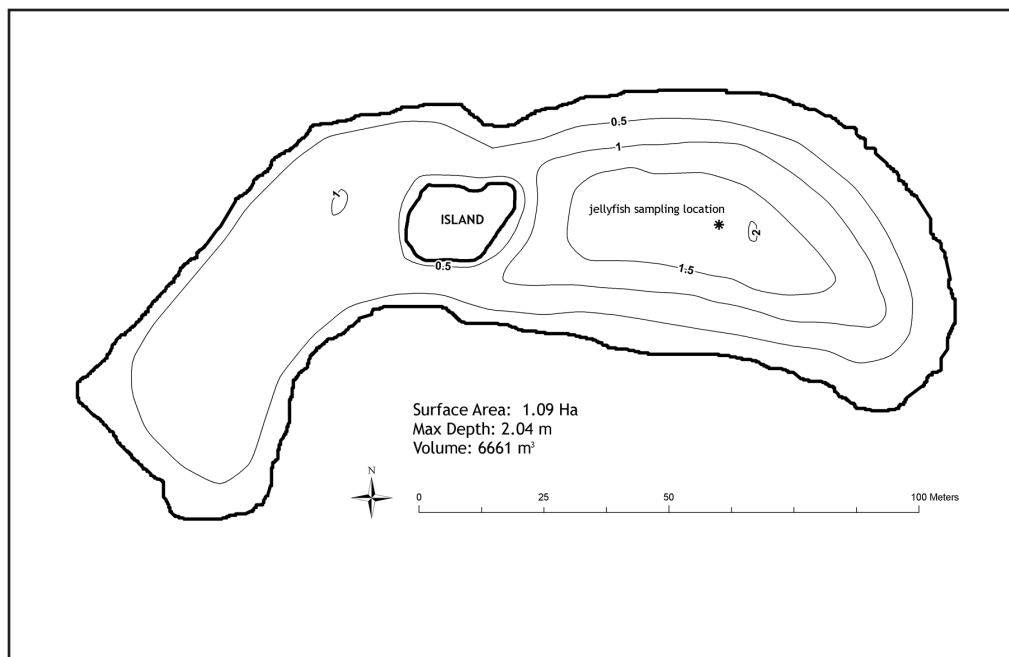 0.5
1
1
jellyfish sampling location
ISLAND
2
0.5
1.5
Surface Area: 1.09 Ha
Max Depth: 2.04 m
Volume: 6661 m³
N
0 25 50 100 Meters